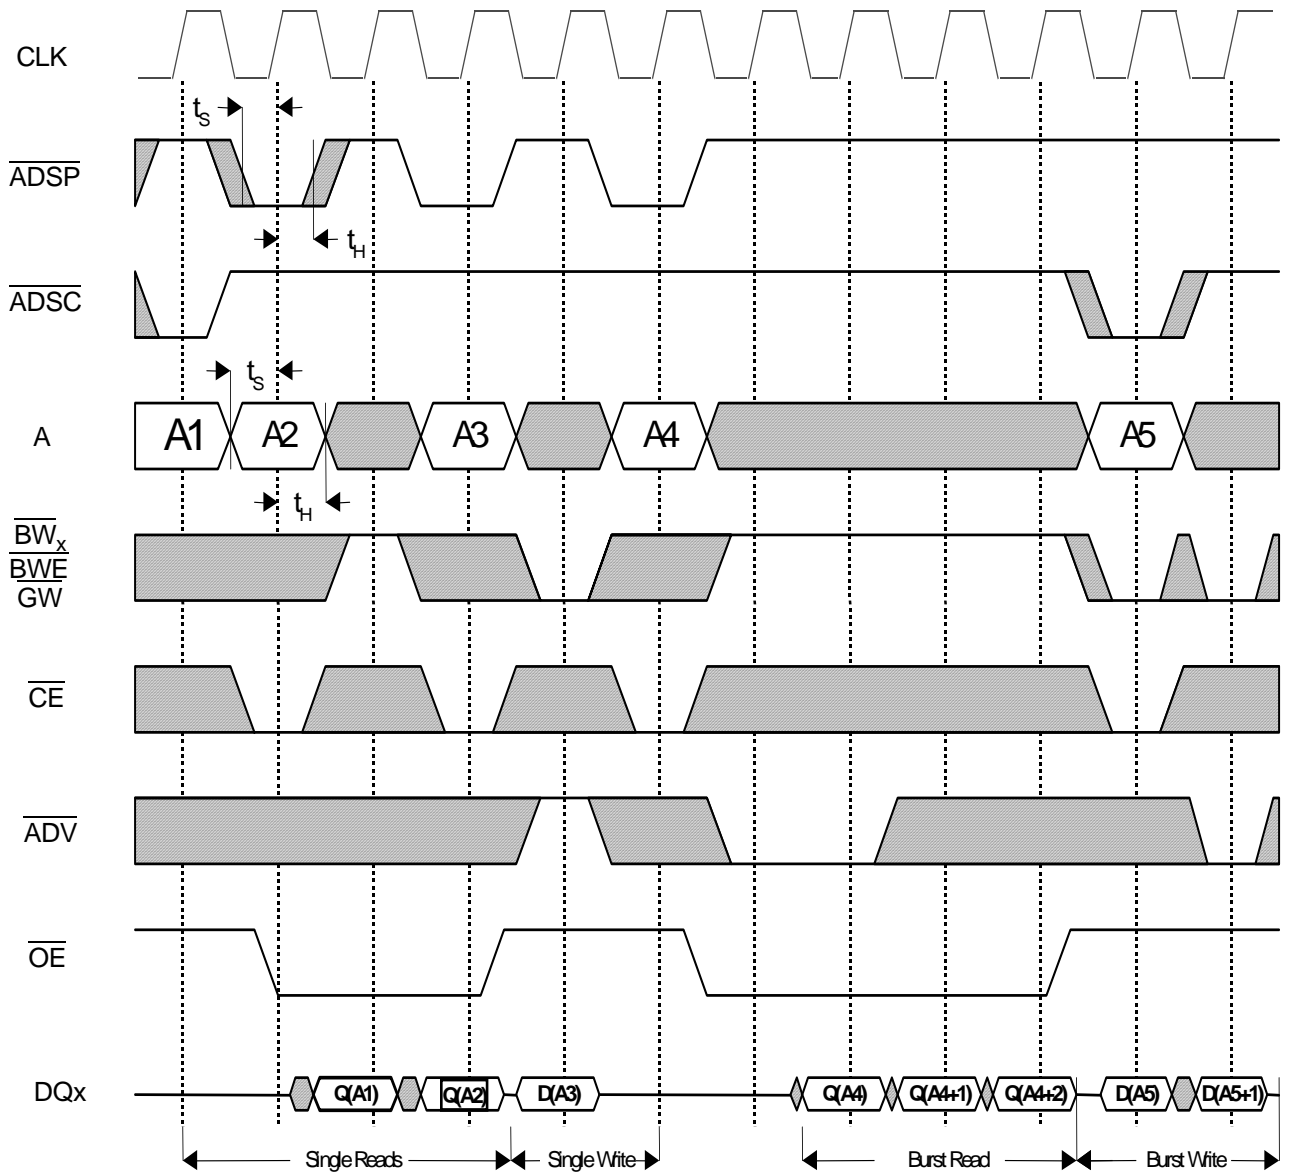 CLK
tS
ADSP
tH
ADSC
tS
A A1 A2 A3 A4 A5
tH
BWx
BWE
GW
CE
ADV
OE
DQx Q(A1) Q(A2) D(A3) Q(A4) Q(A4+1) Q(A4+2) D(A5) D(A5+1)
Single Reads Single Write Burst Read Burst Write